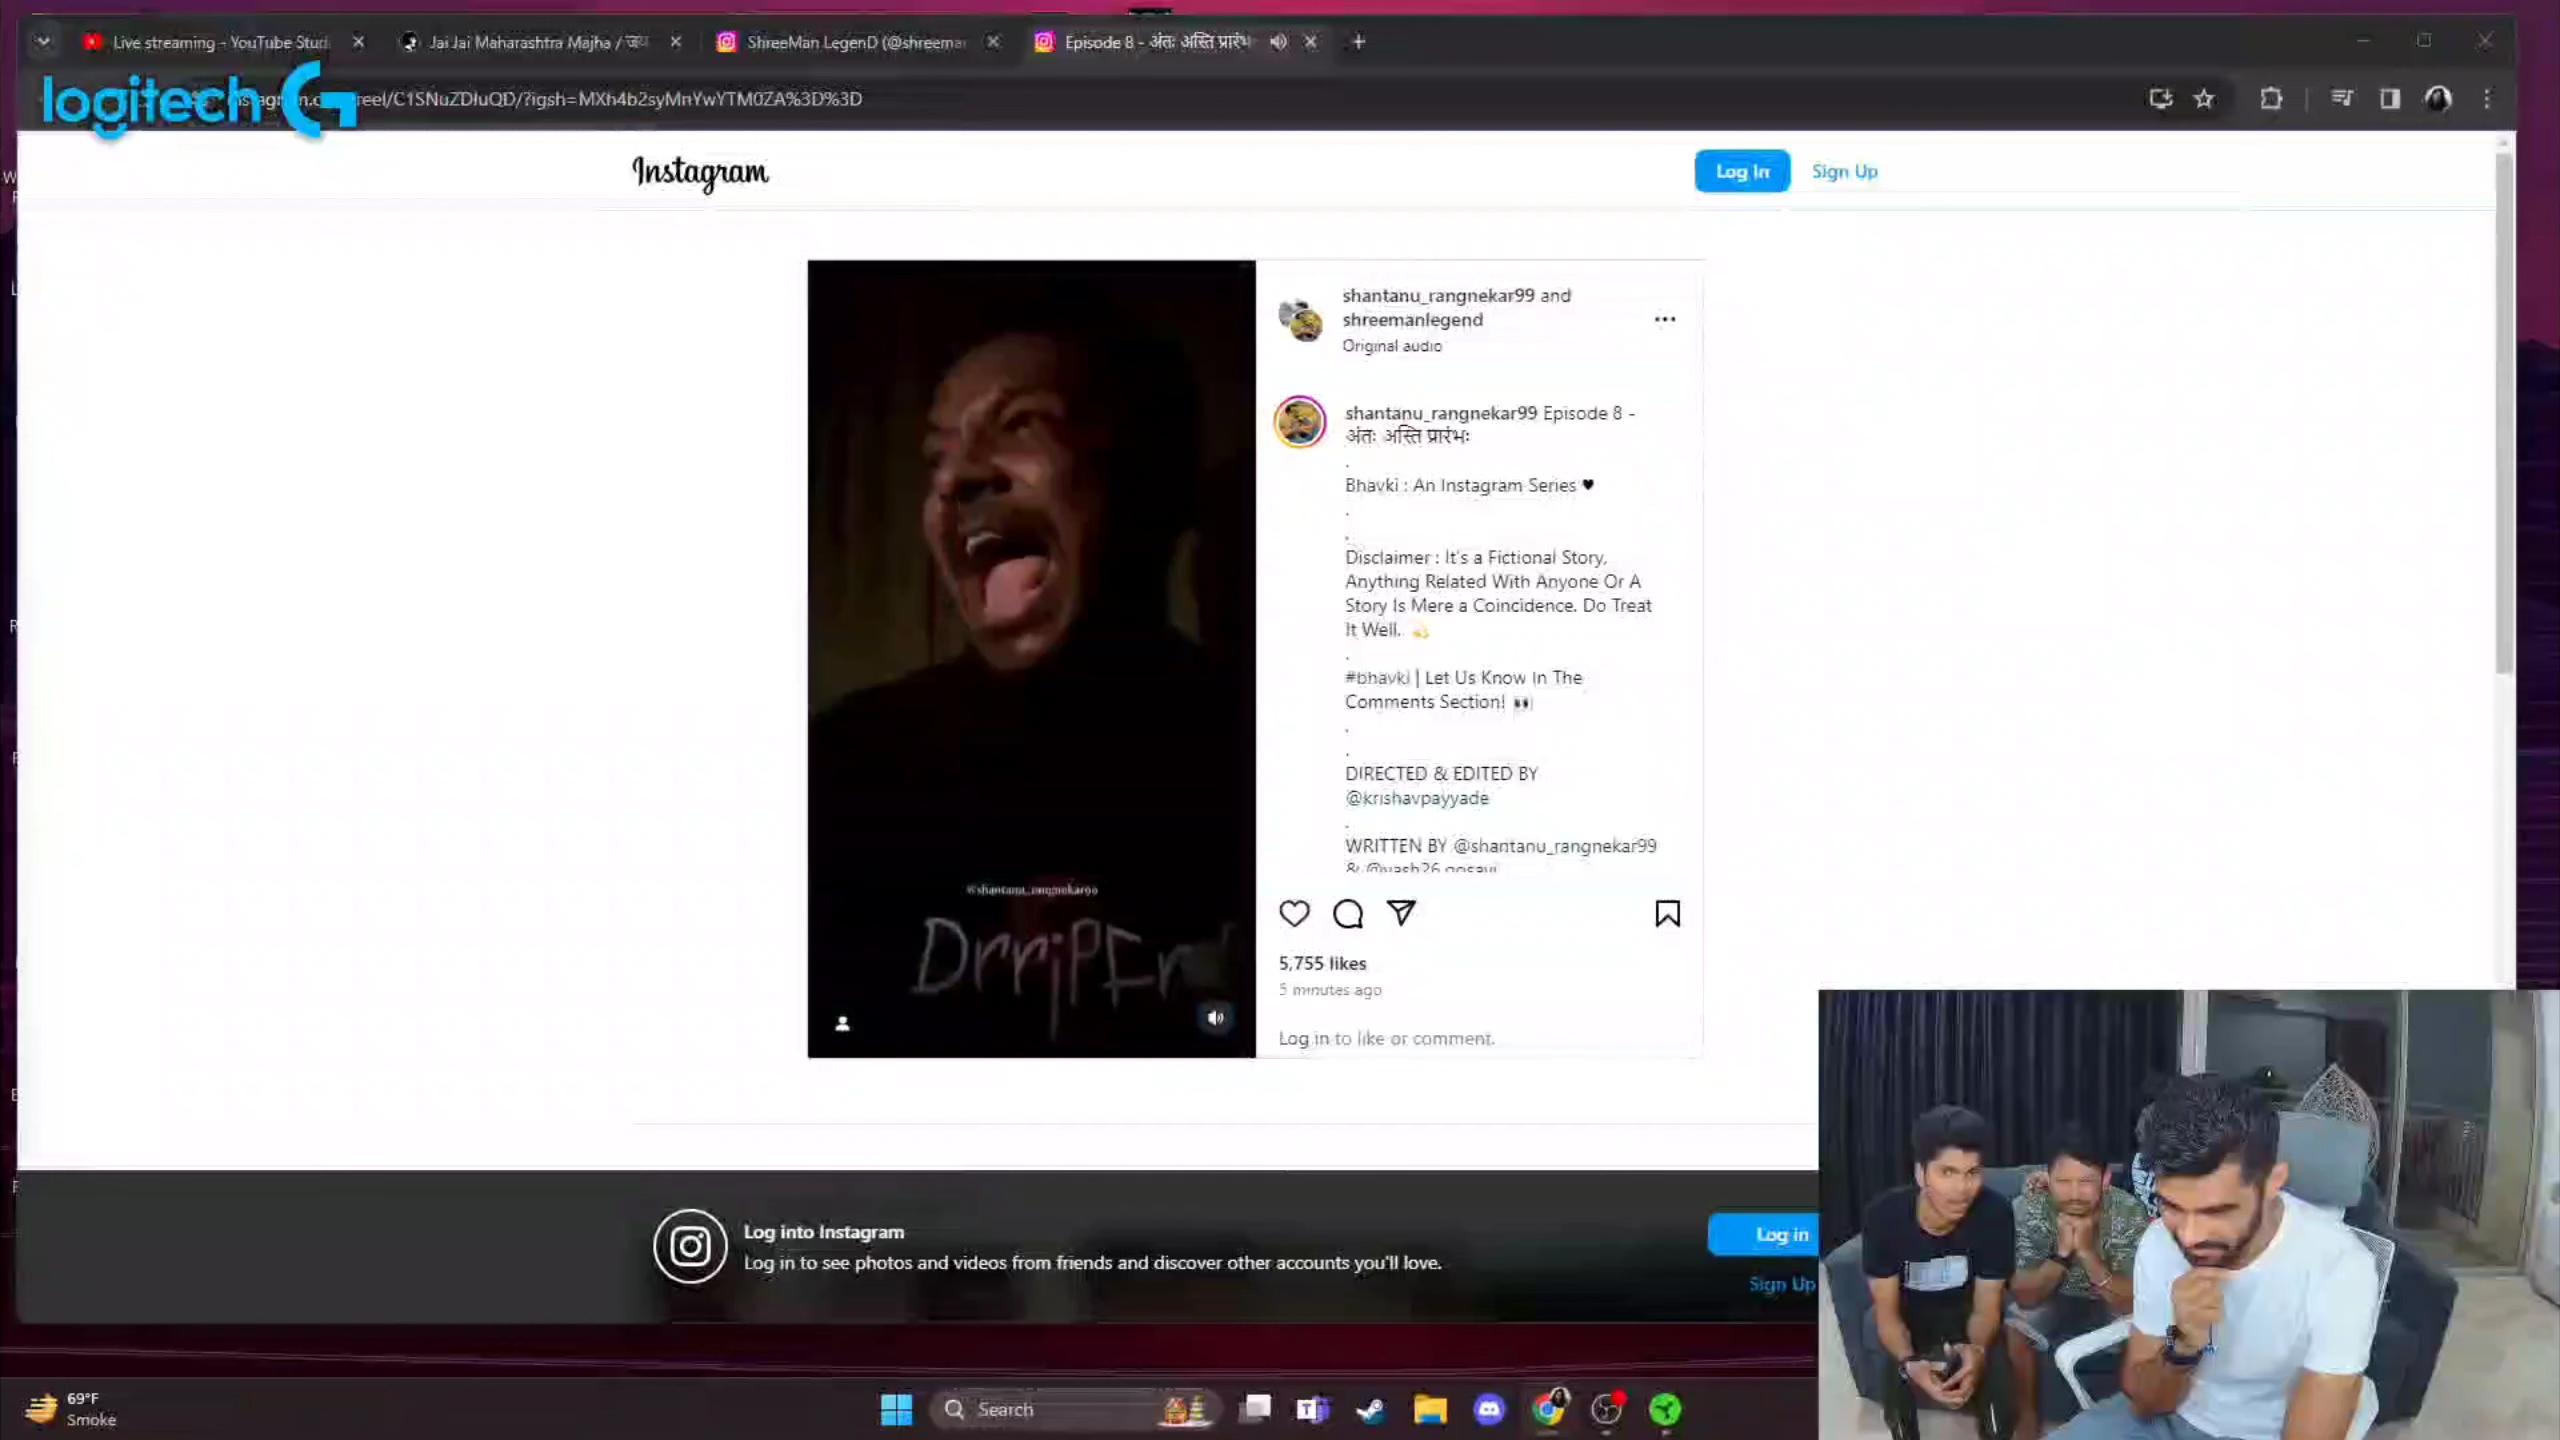 Live streaming - YouTube Stud
Jai Jai Maharashtra Majha / जय
ShreeMan LegenD (@shreemar
Episode 8 - अंतः अस्ति प्रारंभ
logitech G
reel/C1SNuZDIuQD/?igsh=MXh4b2syMnYwYTM0ZA%3D%3D
Instagram
Log In
Sign Up
shantanu_rangnekar99 and
shreemanlegend
Original audio
shantanu_rangnekar99 Episode 8 -
अंतः अस्ति प्रारंभः
.
Bhavki : An Instagram Series ♥
.
.
Disclaimer : It's a Fictional Story,
Anything Related With Anyone Or A
Story Is Mere a Coincidence. Do Treat
It Well. 💫
.
#bhavki | Let Us Know In The
Comments Section! 👀
.
.
DIRECTED & EDITED BY
@krishavpayyade
.
WRITTEN BY @shantanu_rangnekar99
& @yash26.gosavi
@shantanu_rangnekar99
5,755 likes
5 minutes ago
Log in to like or comment.
Log into Instagram
Log in to see photos and videos from friends and discover other accounts you'll love.
Log in
Sign Up
69°F
Smoke
Search